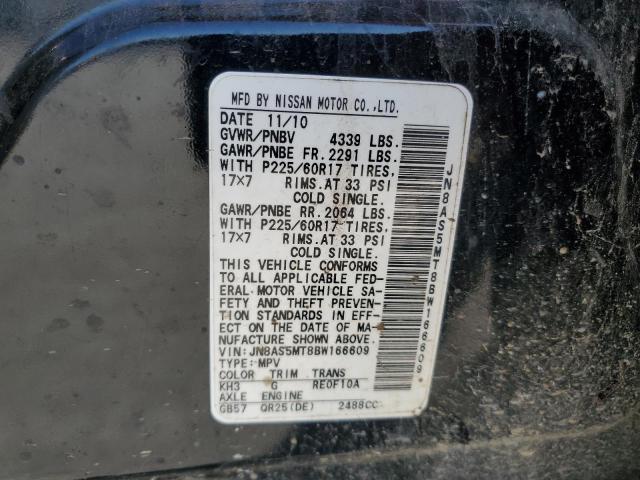 MFD BY NISSAN MOTOR CO.,LTD.
DATE 11/10
GVWR/PNBV 4339 LBS.
GAWR/PNBE FR. 2291 LBS.
WITH P225/60R17 TIRES,
17×7 RIMS. AT 33 PSI
COLD SINGLE.
GAWR/PNBE RR. 2064 LBS.
WITH P225/60R17 TIRES,
17×7 RIMS. AT 33 PSI
COLD SINGLE.
THIS VEHICLE CONFORMS
TO ALL APPLICABLE FED-
ERAL MOTOR VEHICLE SA-
FETY AND THEFT PREVEN-
TION STANDARDS IN EFF-
ECT ON THE DATE OF MA-
NUFACTURE SHOWN ABOVE.
VIN: JN8AS5MT8BW166609
TYPE: MPV
COLOR TRIM TRANS
KH3 G RE0F10A
AXLE ENGINE
GB57 QR25(DE) 2488CC
JN8AS5MT8BW166609